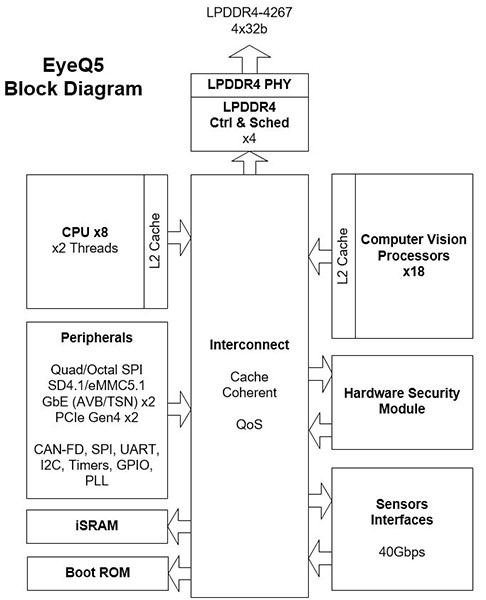 LPDDR4-4267
4x32b
EyeQ5
Block Diagram
LPDDR4 PHY
LPDDR4
Ctrl & Sched
x4
CPU x8
x2 Threads
L2 Cache
L2 Cache
Computer Vision
Processors
x18
Peripherals
Quad/Octal SPI
SD4.1/eMMC5.1
GbE (AVB/TSN) x2
PCIe Gen4 x2
CAN-FD, SPI, UART,
I2C, Timers, GPIO,
PLL
Interconnect
Cache
Coherent
QoS
Hardware Security
Module
Sensors
Interfaces
40Gbps
iSRAM
Boot ROM